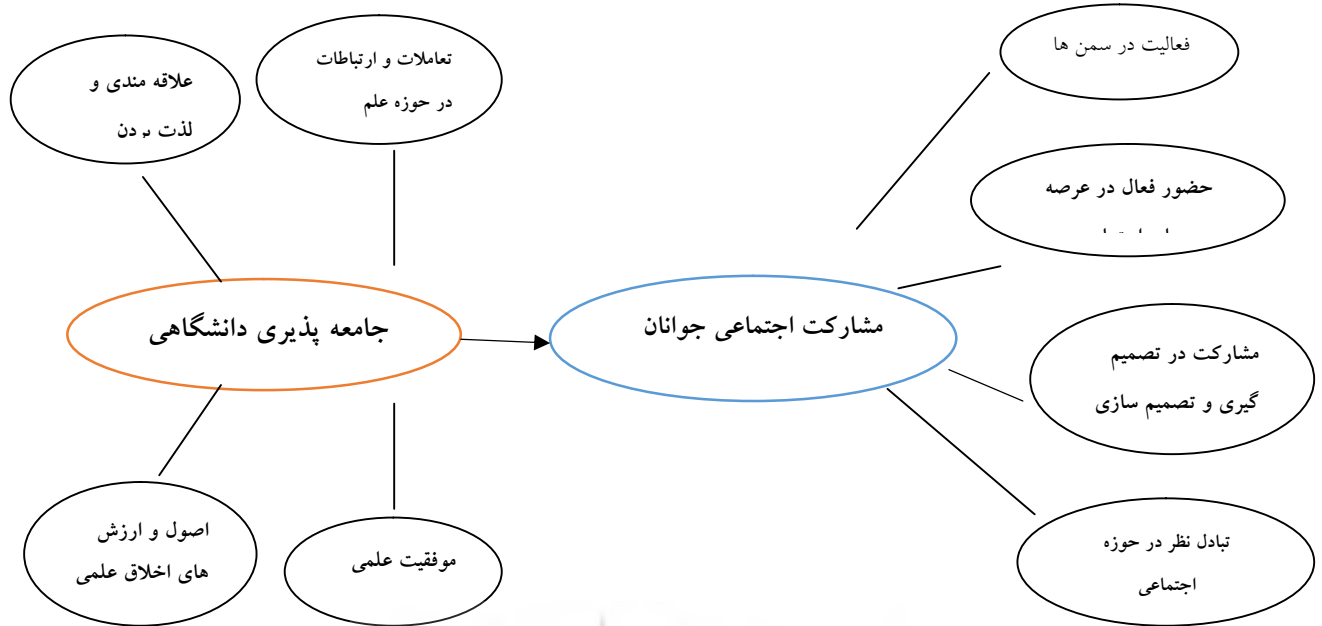 فعالیت در سمن ها
تعاملات و ارتباطات
در حوزه علم
علاقه مندی و
لذت بردن
حضور فعال در عرصه
جامعه پذیری دانشگاهی
مشارکت اجتماعی جوانان
مشارکت در تصمیم
گیری و تصمیم سازی
اصول و ارزش
های اخلاق علمی
موفقیت علمی
تبادل نظر در حوزه
اجتماعی